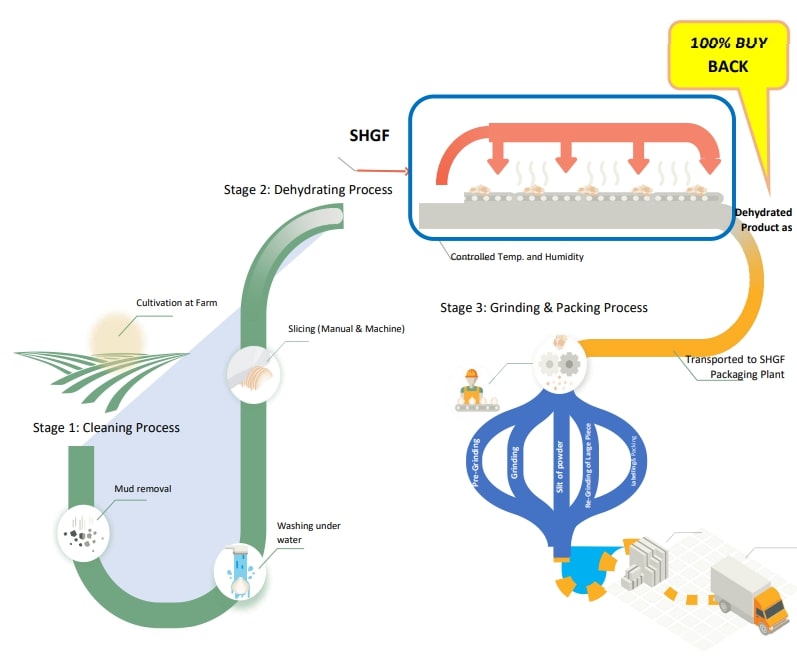 100% BUY
BACK
SHGF
Stage 2: Dehydrating Process
Dehydrated
Product as
Controlled Temp. and Humidity
Cultivation at Farm
Stage 3: Grinding & Packing Process
Slicing (Manual & Machine)
Transported to SHGF
Packaging Plant
Stage 1: Cleaning Process
Pre-Grinding
Grinding
Slit of powder
Re-Grinding of Large Piece
Labelling & Packing
Mud removal
Washing under
water